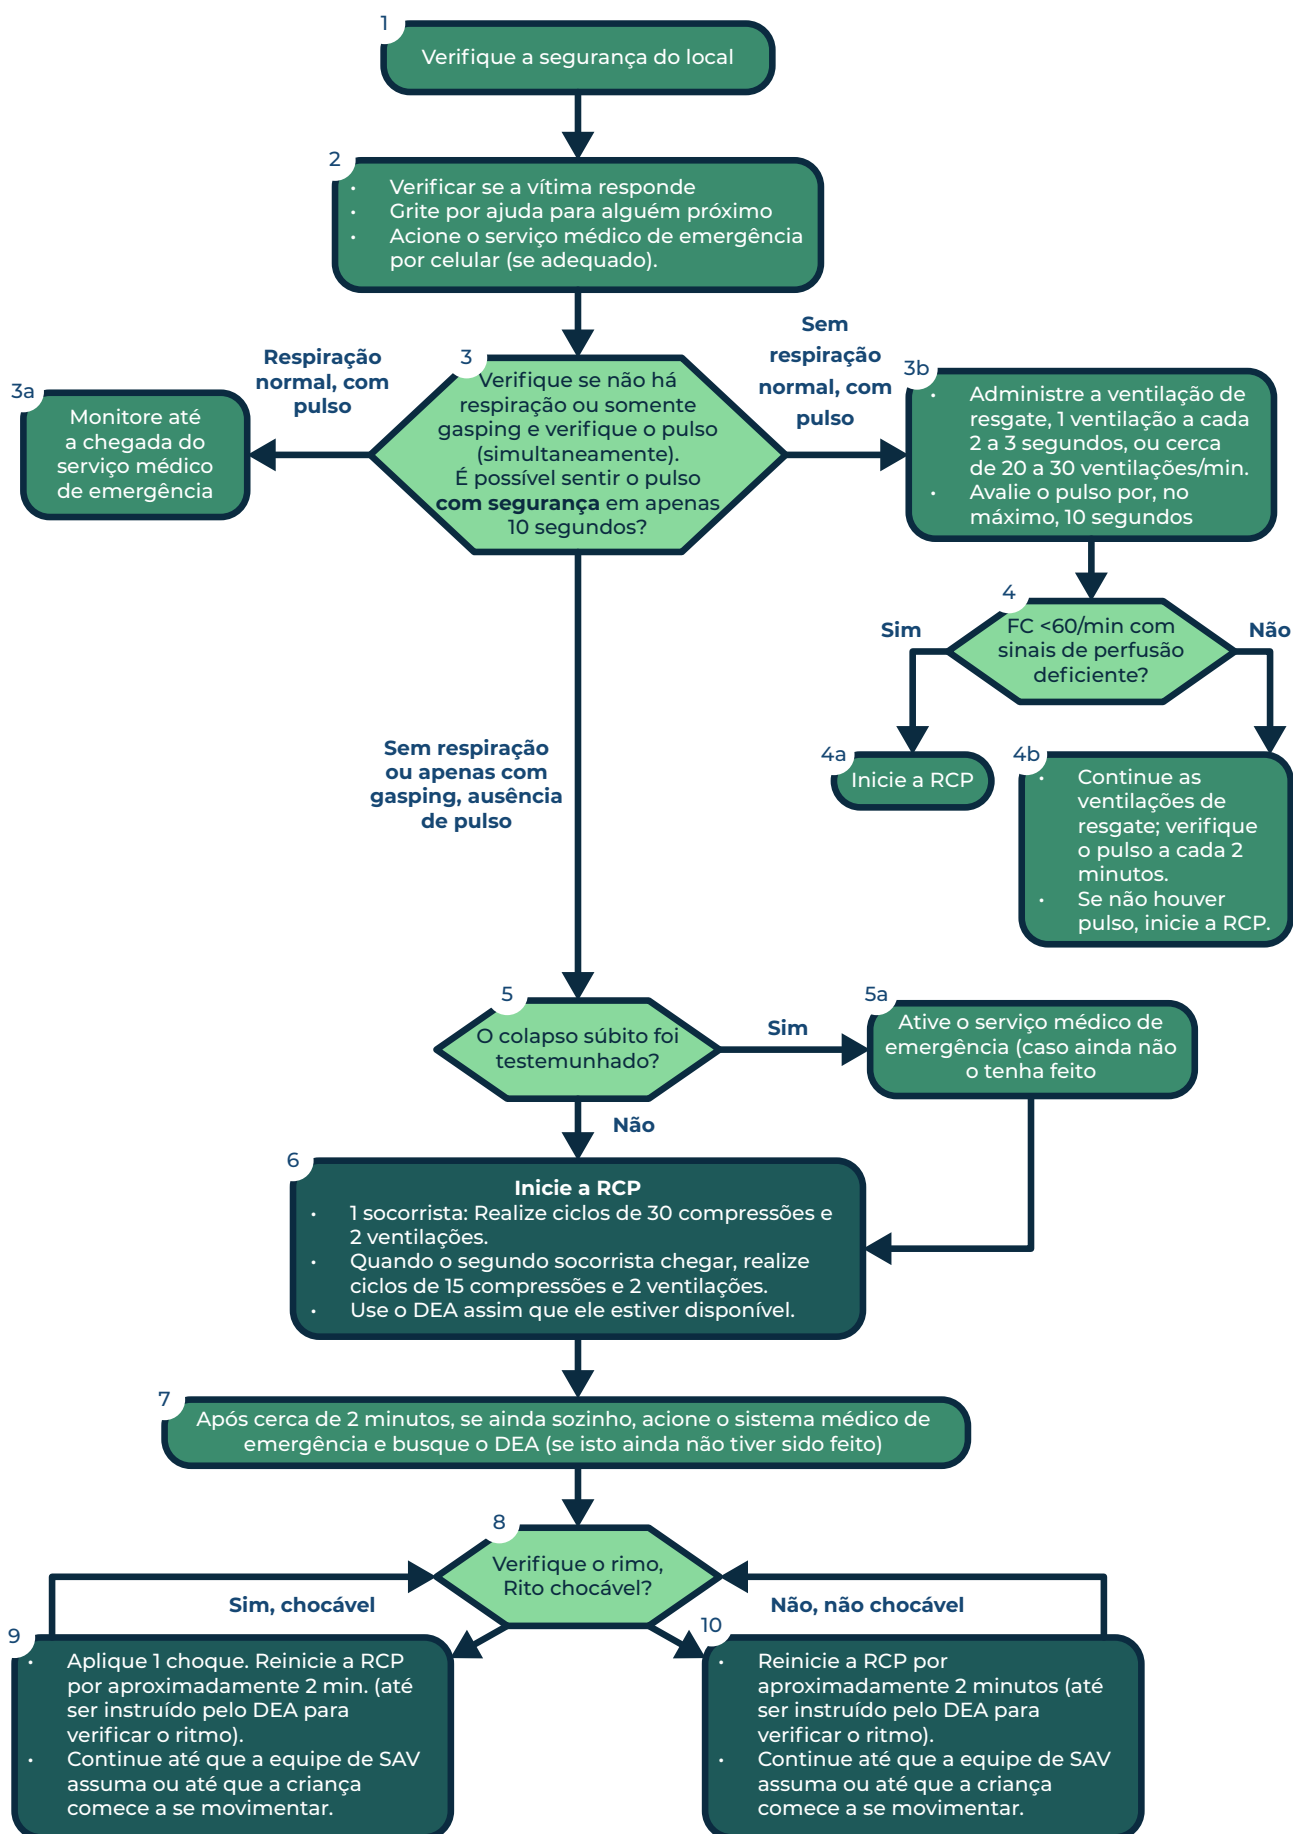 1
Verifique a segurança do local
2
• Verificar se a vítima responde
• Grite por ajuda para alguém próximo
• Acione o serviço médico de emergência
por celular (se adequado).
Respiração
normal, com
pulso
3a
Monitore até
a chegada do
serviço médico
de emergência
3
Verifique se não há
respiração ou somente
gasping e verifique o pulso
(simultaneamente).
É possível sentir o pulso
com segurança em apenas
10 segundos?
Sem
respiração
normal, com
pulso
3b
• Administre a ventilação de
resgate, 1 ventilação a cada
2 a 3 segundos, ou cerca
de 20 a 30 ventilações/min.
• Avalie o pulso por, no
máximo, 10 segundos
4
FC <60/min com
sinais de perfusão
deficiente?
Sim
Não
4a
Inicie a RCP
4b
• Continue as
ventilações de
resgate; verifique
o pulso a cada 2
minutos.
• Se não houver
pulso, inicie a RCP.
Sem respiração
ou apenas com
gasping, ausência
de pulso
5
O colapso súbito foi
testemunhado?
Sim
5a
Ative o serviço médico de
emergência (caso ainda não
o tenha feito
Não
6
Inicie a RCP
• 1 socorrista: Realize ciclos de 30 compressões e
2 ventilações.
• Quando o segundo socorrista chegar, realize
ciclos de 15 compressões e 2 ventilações.
• Use o DEA assim que ele estiver disponível.
7
Após cerca de 2 minutos, se ainda sozinho, acione o sistema médico de
emergência e busque o DEA (se isto ainda não tiver sido feito)
8
Verifique o rimo,
Rito chocável?
Sim, chocável
Não, não chocável
9
• Aplique 1 choque. Reinicie a RCP
por aproximadamente 2 min. (até
ser instruído pelo DEA para
verificar o ritmo).
• Continue até que a equipe de SAV
assuma ou até que a criança
comece a se movimentar.
10
• Reinicie a RCP por
aproximadamente 2 minutos (até
ser instruído pelo DEA para
verificar o ritmo).
• Continue até que a equipe de SAV
assuma ou até que a criança
comece a se movimentar.